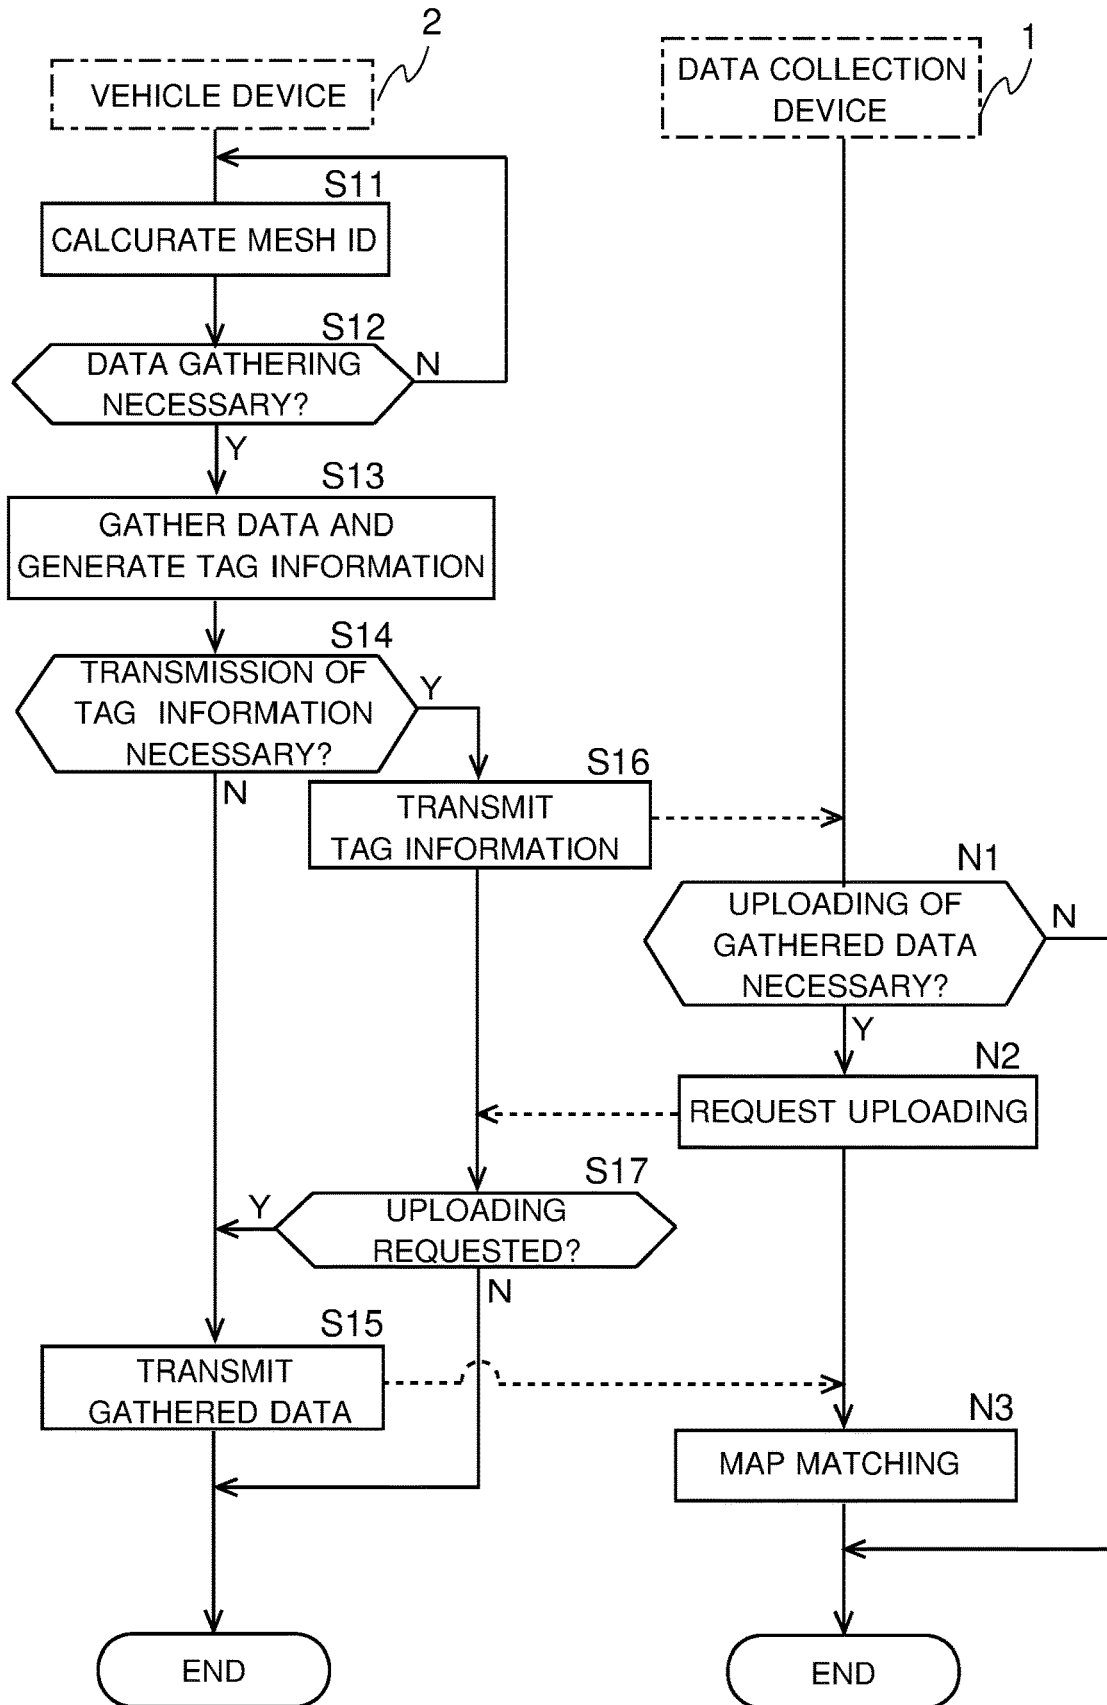 2
VEHICLE DEVICE
1
DATA COLLECTION
DEVICE
S11
CALCURATE MESH ID
S12
DATA GATHERING
NECESSARY?
N
Y
S13
GATHER DATA AND
GENERATE TAG INFORMATION
S14
TRANSMISSION OF
TAG INFORMATION
NECESSARY?
Y
N
S16
TRANSMIT
TAG INFORMATION
N1
UPLOADING OF
GATHERED DATA
NECESSARY?
N
Y
N2
REQUEST UPLOADING
S17
UPLOADING
REQUESTED?
Y
N
S15
TRANSMIT
GATHERED DATA
N3
MAP MATCHING
END
END